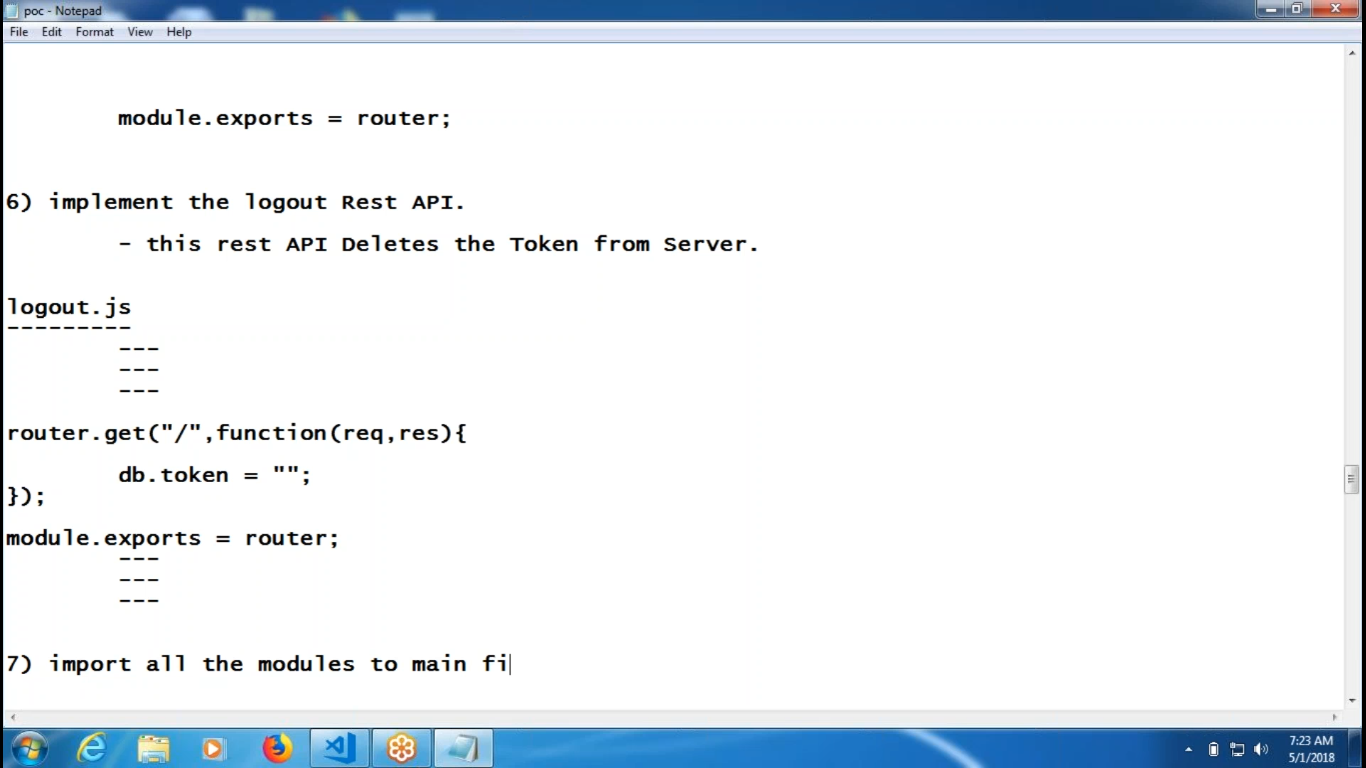 poc - Notepad
File Edit Format View Help
module.exports = router;
6) implement the logout Rest API.
- this rest API Deletes the Token from Server.
logout.js
---------
---
---
---
router.get("/",function(req,res){
db.token = "";
});
module.exports = router;
---
---
---
7) import all the modules to main fi
7:23 AM
5/1/2018